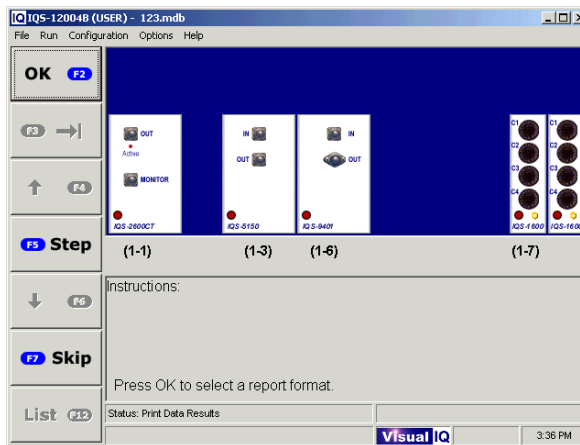 IQ IQS-12004B (USER) - 123.mdb
File Run Configuration Options Help
OK F2
F3
F4
F5 Step
F6
F7 Skip
List F12
OUT
Active
MONITOR
IQS-2600CT
IN
OUT
IQS-5150
IN
OUT
IQS-9401
C1
C2
C3
C4
IQS-1600
C1
C2
C3
C4
IQS-160
(1-1) (1-3) (1-6) (1-7)
Instructions:
Press OK to select a report format.
Status: Print Data Results
Visual IQ
3:36 PM